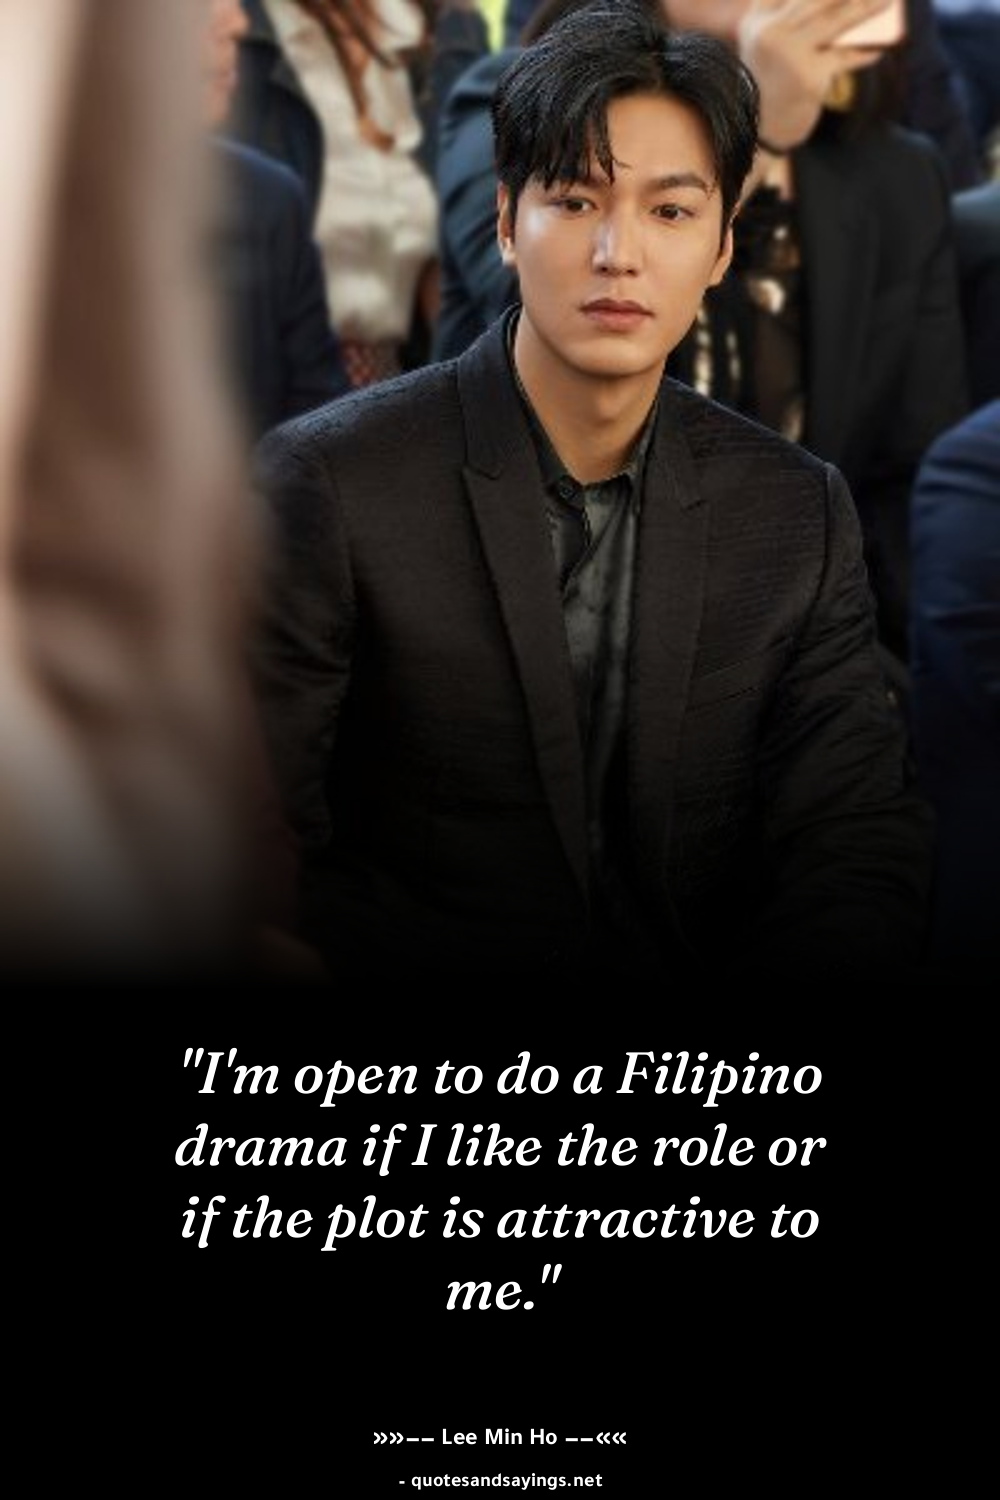 "I'm open to do a Filipino
drama if I like the role or
if the plot is attractive to
me."
»»–– Lee Min Ho ––««
- quotesandsayings.net